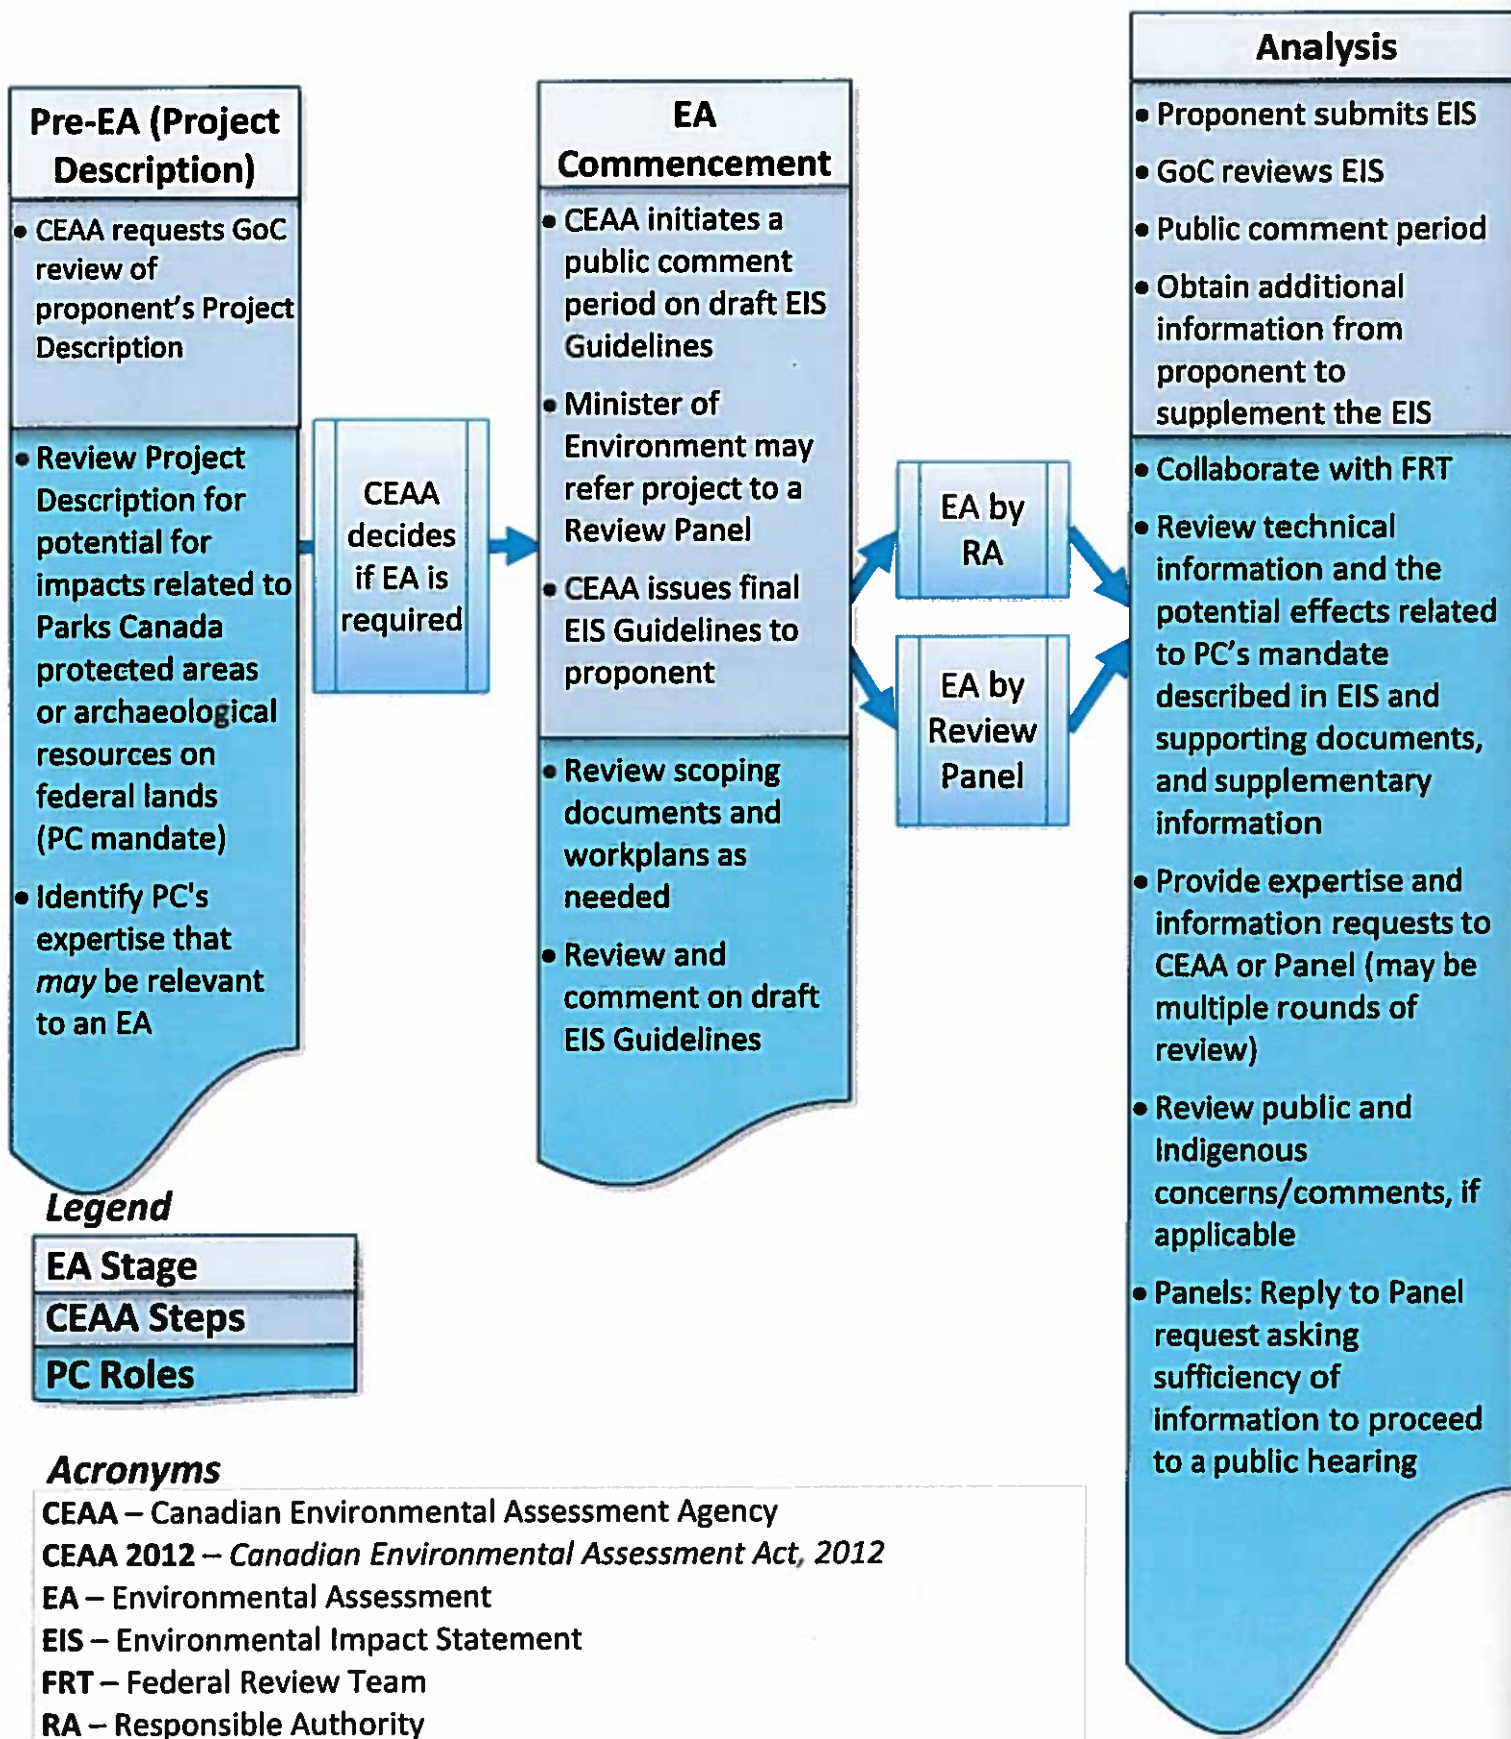 Pre-EA (Project
Description)
• CEAA requests GoC
review of
proponent's Project
Description
• Review Project
Description for
potential for
impacts related to
Parks Canada
protected areas
or archaeological
resources on
federal lands
(PC mandate)
• Identify PC's
expertise that
may be relevant
to an EA
CEAA
decides
if EA is
required
EA
Commencement
• CEAA initiates a
public comment
period on draft EIS
Guidelines
• Minister of
Environment may
refer project to a
Review Panel
• CEAA issues final
EIS Guidelines to
proponent
• Review scoping
documents and
workplans as
needed
• Review and
comment on draft
EIS Guidelines
EA by
RA
EA by
Review
Panel
Analysis
• Proponent submits EIS
• GoC reviews EIS
• Public comment period
• Obtain additional
information from
proponent to
supplement the EIS
• Collaborate with FRT
• Review technical
information and the
potential effects related
to PC's mandate
described in EIS and
supporting documents,
and supplementary
information
• Provide expertise and
information requests to
CEAA or Panel (may be
multiple rounds of
review)
• Review public and
Indigenous
concerns/comments, if
applicable
• Panels: Reply to Panel
request asking
sufficiency of
information to proceed
to a public hearing
Legend
EA Stage
CEAA Steps
PC Roles
Acronyms
CEAA – Canadian Environmental Assessment Agency
CEAA 2012 – Canadian Environmental Assessment Act, 2012
EA – Environmental Assessment
EIS – Environmental Impact Statement
FRT – Federal Review Team
RA – Responsible Authority